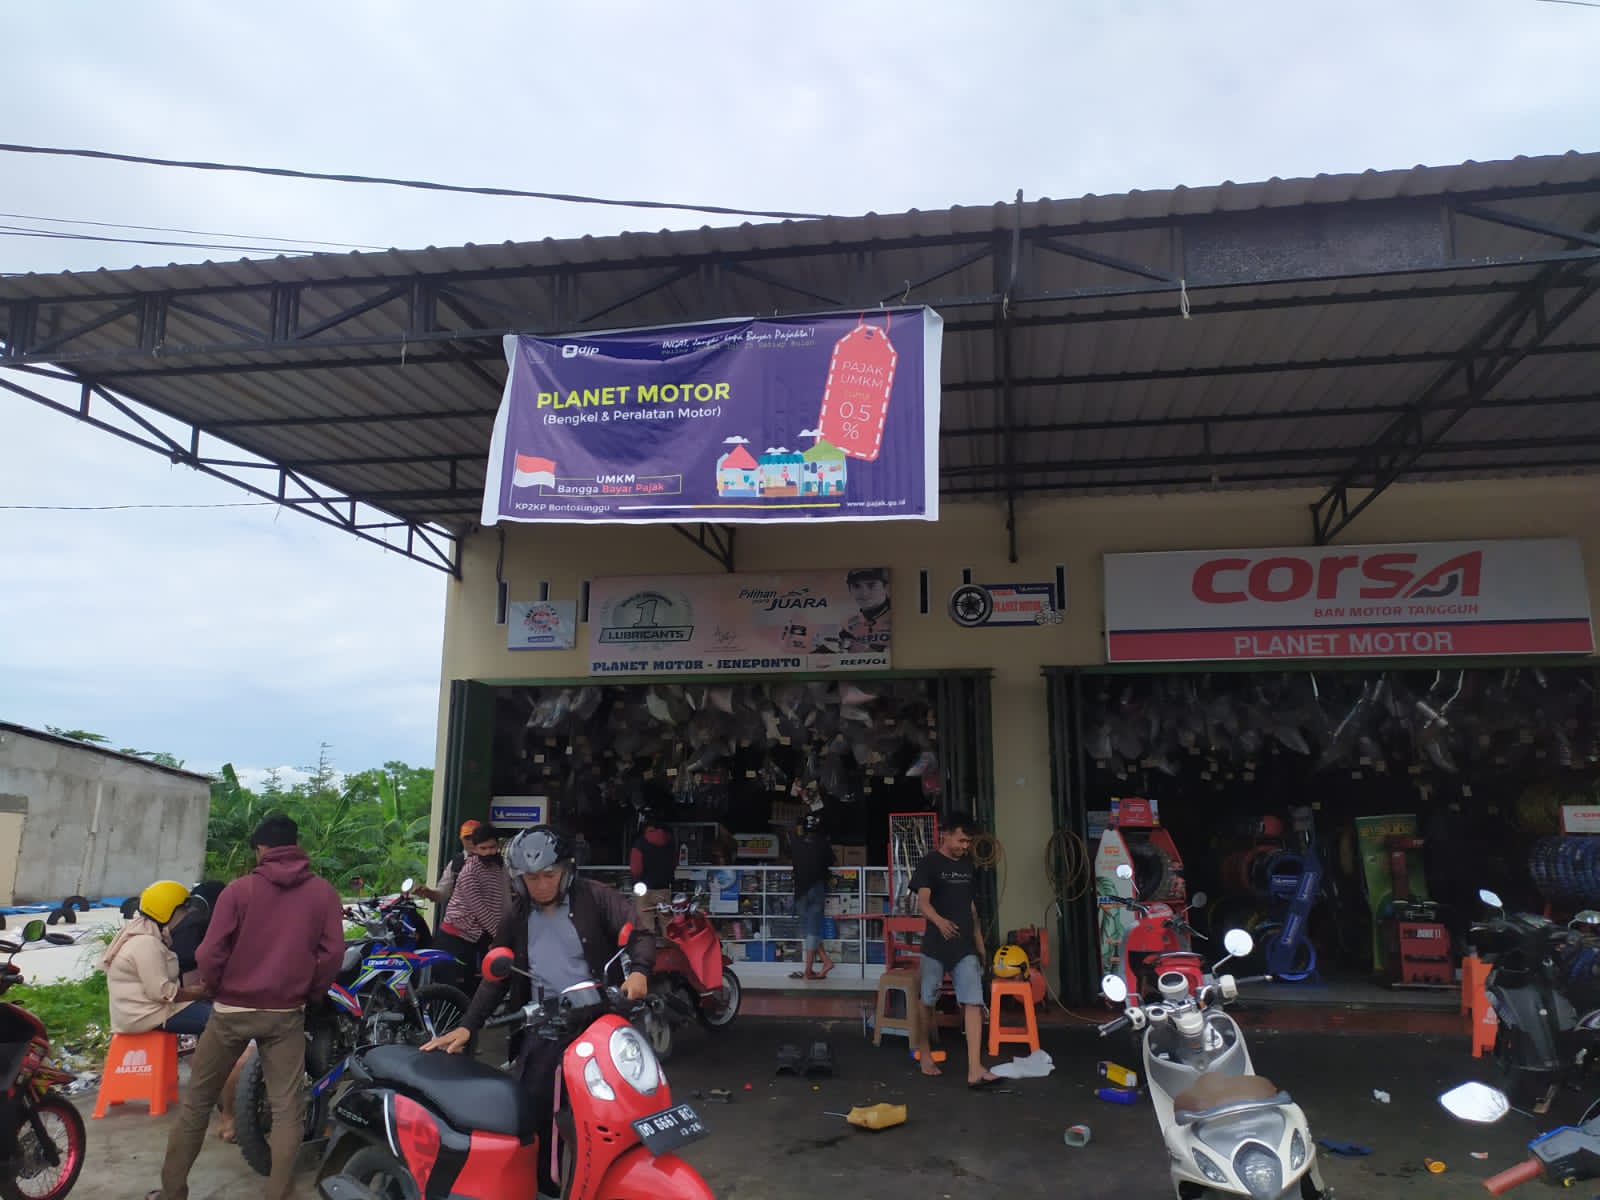 djp
INGAT, Jangan Lupa Bayar Pajakta'!
PLANET MOTOR
(Bengkel & Peralatan Motor)
PAJAK
UMKM
0.5
%
UMKM
Bangga Bayar Pajak
KP2KP Bontosunggu
www.pajak.go.id
1
LUBRICANTS
Pilihan
JUARA
PLANET MOTOR - JENEPONTO
REPSOL
PLANET MOTOR
CORSA
BAN MOTOR TANGGUH
PLANET MOTOR
MAXXIS
DD 6661 RC